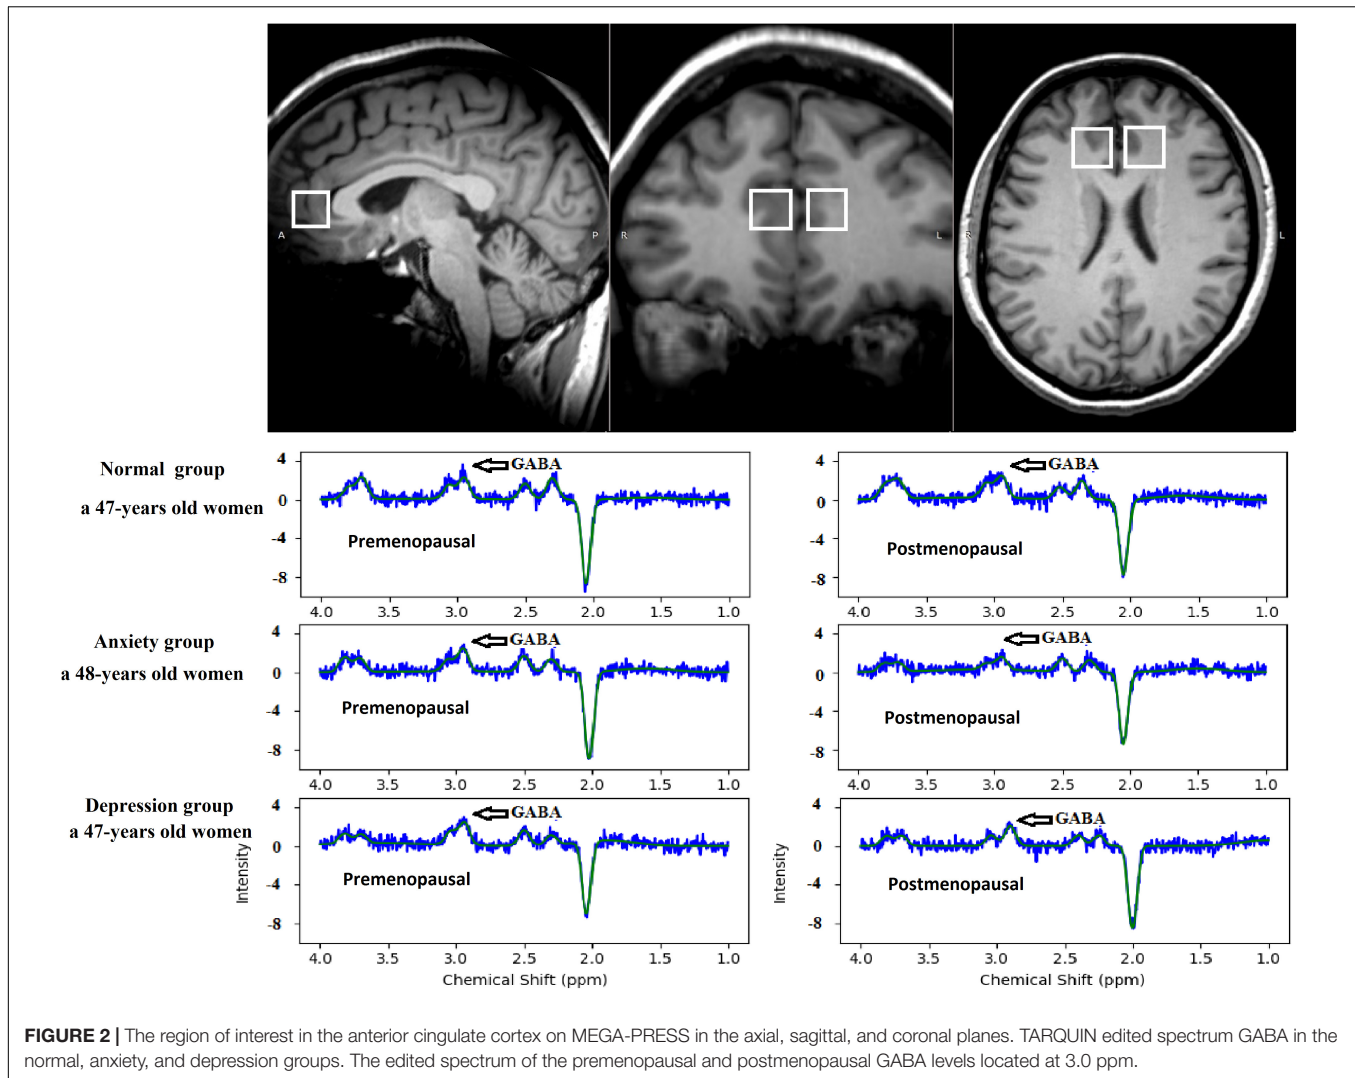 A
P
R
L
R
L
Normal group
a 47-years old women
4
0
-4
-8
GABA
Premenopausal
4.0 3.5 3.0 2.5 2.0 1.5 1.0
4
0
-4
-8
GABA
Postmenopausal
4.0 3.5 3.0 2.5 2.0 1.5 1.0
Anxiety group
a 48-years old women
4
0
-4
-8
GABA
Premenopausal
4.0 3.5 3.0 2.5 2.0 1.5 1.0
4
0
-4
-8
GABA
Postmenopausal
4.0 3.5 3.0 2.5 2.0 1.5 1.0
Depression group
a 47-years old women
Intensity
4
0
-4
-8
GABA
Premenopausal
4.0 3.5 3.0 2.5 2.0 1.5 1.0
Chemical Shift (ppm)
Intensity
4
0
-4
-8
GABA
Postmenopausal
4.0 3.5 3.0 2.5 2.0 1.5 1.0
Chemical Shift (ppm)
FIGURE 2 | The region of interest in the anterior cingulate cortex on MEGA-PRESS in the axial, sagittal, and coronal planes. TARQUIN edited spectrum GABA in the
normal, anxiety, and depression groups. The edited spectrum of the premenopausal and postmenopausal GABA levels located at 3.0 ppm.